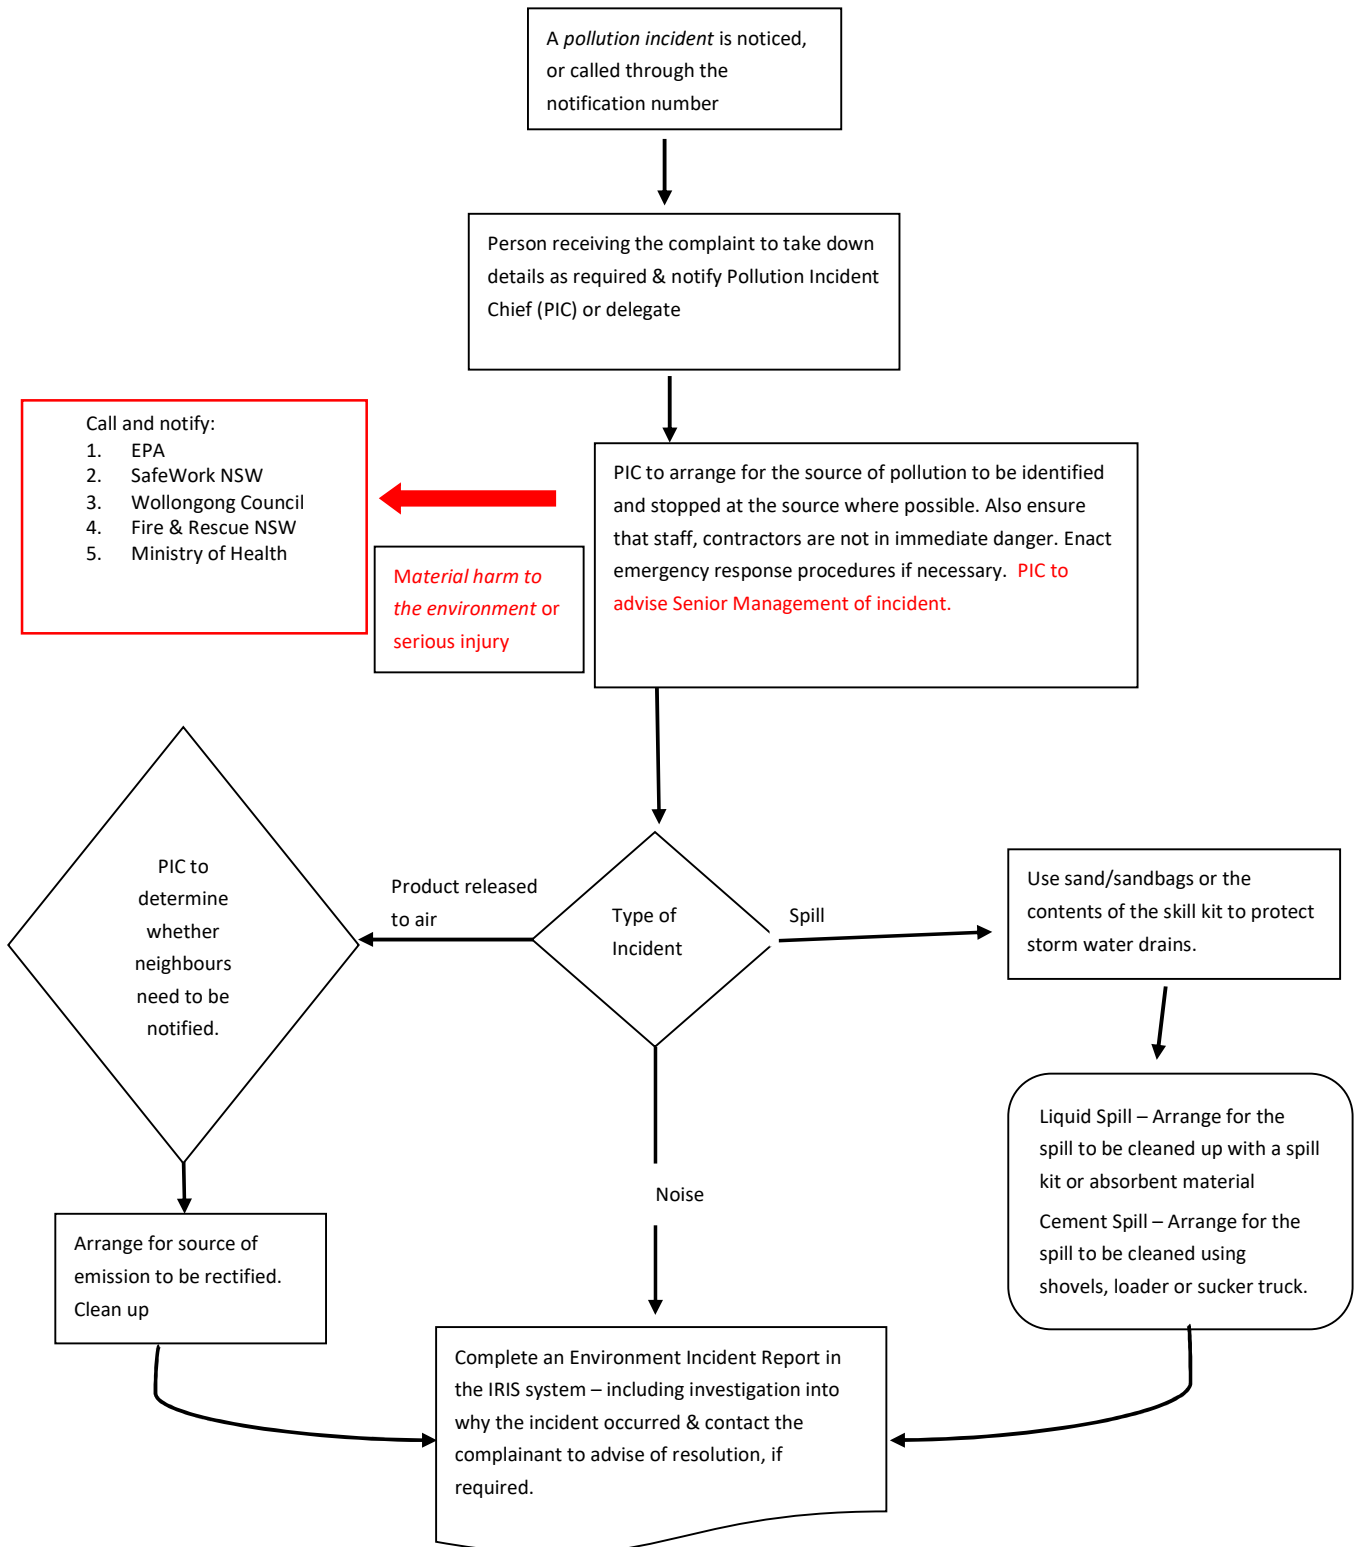 A pollution incident is noticed,
or called through the
notification number
Person receiving the complaint to take down
details as required & notify Pollution Incident
Chief (PIC) or delegate
Call and notify:
1. EPA
2. SafeWork NSW
3. Wollongong Council
4. Fire & Rescue NSW
5. Ministry of Health
Material harm to
the environment or
serious injury
PIC to arrange for the source of pollution to be identified
and stopped at the source where possible. Also ensure
that staff, contractors are not in immediate danger. Enact
emergency response procedures if necessary. PIC to
advise Senior Management of incident.
PIC to
determine
whether
neighbours
need to be
notified.
Product released
to air
Type of
Incident
Spill
Use sand/sandbags or the
contents of the skill kit to protect
storm water drains.
Liquid Spill – Arrange for the
spill to be cleaned up with a spill
kit or absorbent material
Cement Spill – Arrange for the
spill to be cleaned using
shovels, loader or sucker truck.
Noise
Arrange for source of
emission to be rectified.
Clean up
Complete an Environment Incident Report in
the IRIS system – including investigation into
why the incident occurred & contact the
complainant to advise of resolution, if
required.